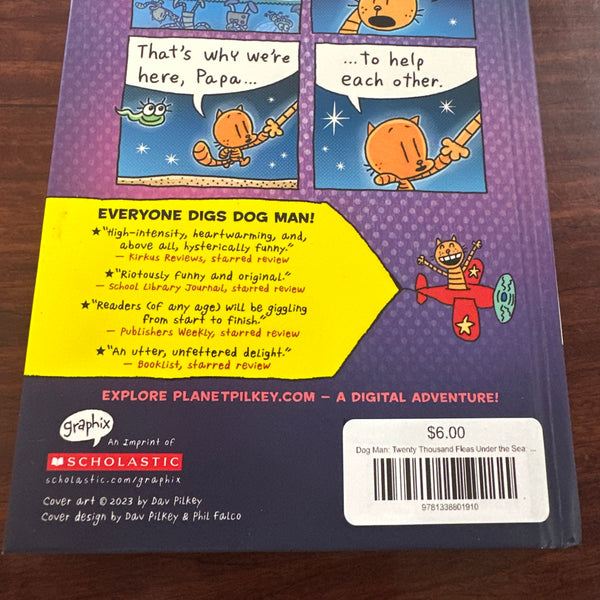 That's why we're
here, Papa...
...to help
each other.
EVERYONE DIGS DOG MAN!
★"High-intensity, heartwarming, and,
above all, hysterically funny."
— Kirkus Reviews, starred review
★"Riotously funny and original."
— School Library Journal, starred review
★"Readers (of any age) will be giggling
from start to finish."
— Publishers Weekly, starred review
★"An utter, unfettered delight."
— Booklist, starred review
EXPLORE PLANETPILKEY.COM — A DIGITAL ADVENTURE!
graphix
An Imprint of
SCHOLASTIC
scholastic.com/graphix
Cover art © 2023 by Dav Pilkey
Cover design by Dav Pilkey & Phil Falco
$6.00
Dog Man: Twenty Thousand Fleas Under the Sea: ...
9781338801910